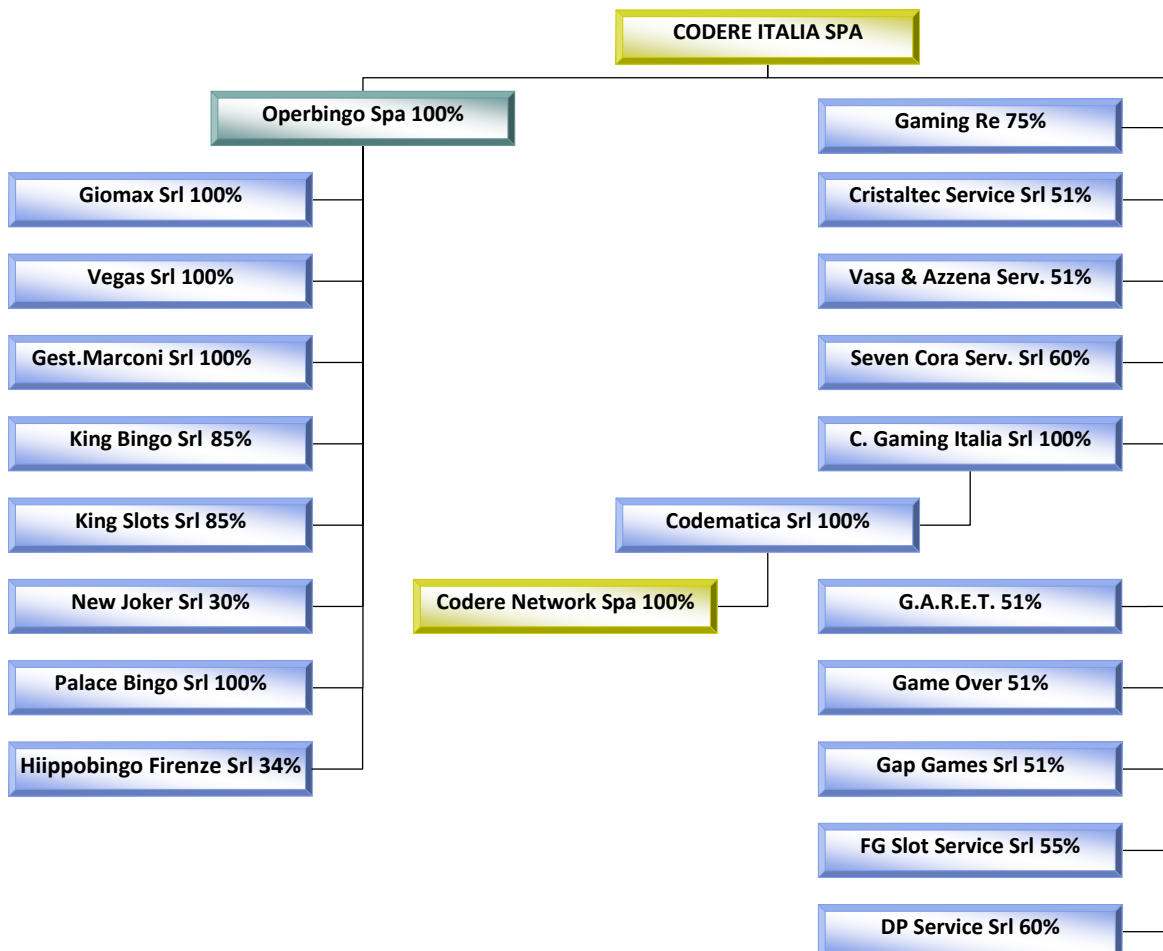 CODERE ITALIA SPA
Operbingo Spa 100%
Giomax Srl 100%
Vegas Srl 100%
Gest.Marconi Srl 100%
King Bingo Srl 85%
King Slots Srl 85%
New Joker Srl 30%
Palace Bingo Srl 100%
Hiippobingo Firenze Srl 34%
Gaming Re 75%
Cristaltec Service Srl 51%
Vasa & Azzena Serv. 51%
Seven Cora Serv. Srl 60%
C. Gaming Italia Srl 100%
Codematica Srl 100%
Codere Network Spa 100%
G.A.R.E.T. 51%
Game Over 51%
Gap Games Srl 51%
FG Slot Service Srl 55%
DP Service Srl 60%